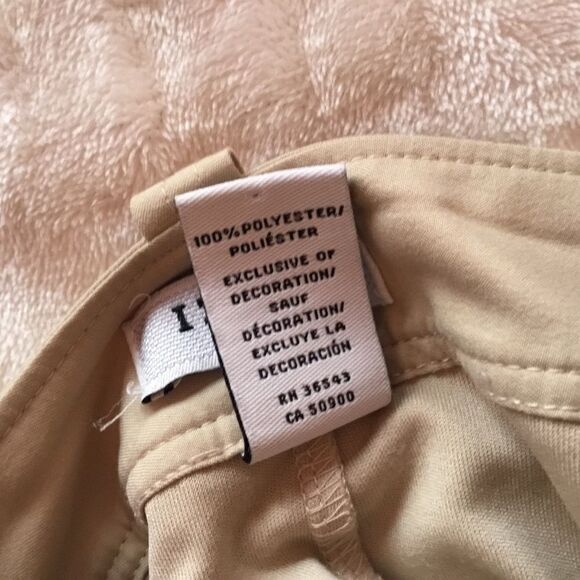 100% POLYESTER/
POLIÉSTER
EXCLUSIVE OF
DECORATION/
SAUF
DÉCORATION/
EXCLUYE LA
DECORACIÓN
RN 36543
CA 50900